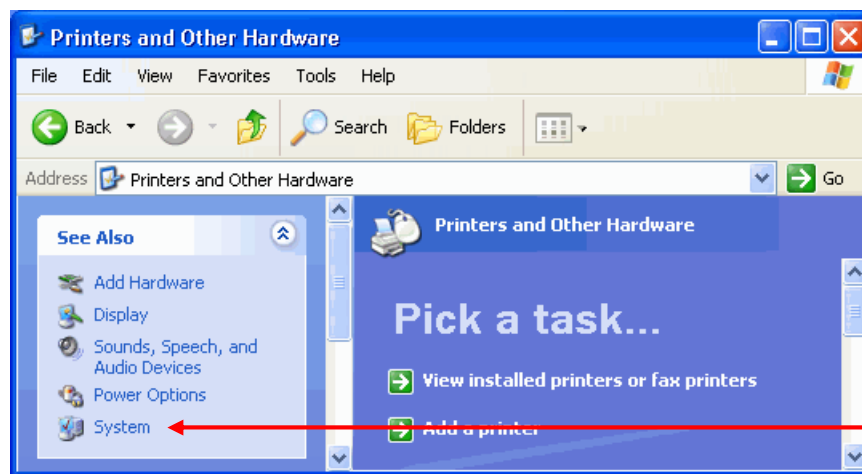 Printers and Other Hardware
File Edit View Favorites Tools Help
Back Search Folders
Address Printers and Other Hardware Go
See Also
Add Hardware
Display
Sounds, Speech, and
Audio Devices
Power Options
System
Printers and Other Hardware
Pick a task...
View installed printers or fax printers
Add a printer